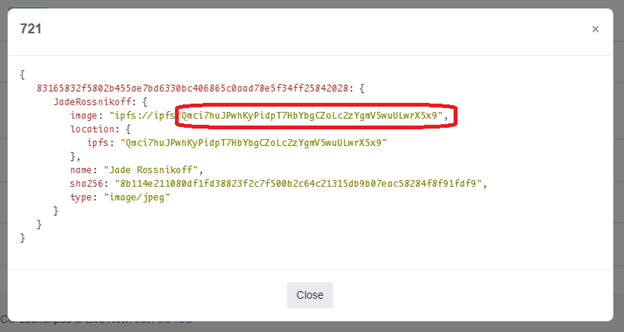 721
×
{
83165832f5802b455ae7bd6330bc406865c0aad78e5f34ff25842028: {
JadeRossnikoff: {
image: "ipfs://ipfs/Qmci7huJPwhKyPidpT7HbYbgCZoLc2zYgmV5wuULwrX5x9",
location: {
ipfs: "Qmci7huJPwhKyPidpT7HbYbgCZoLc2zYgmV5wuULwrX5x9"
},
name: "Jade Rossnikoff",
sha256: "8b114e211080df1fd38823f2c7f500b2c64c21315db9b07eac58284f8f91fdf9",
type: "image/jpeg"
}
}
}
Close